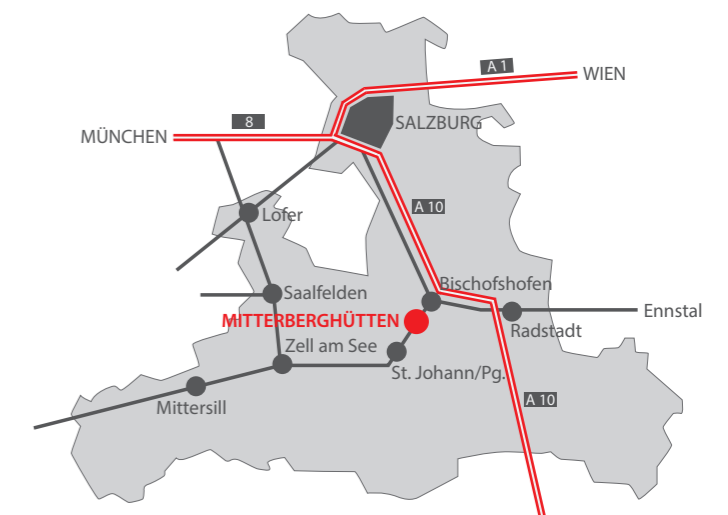 A 1
WIEN
8
MÜNCHEN
SALZBURG
A 10
Lofer
Bischofshofen
Saalfelden
Ennstal
MITTERBERGHÜTTEN
Radstadt
Zell am See
St. Johann/Pg.
A 10
Mittersill